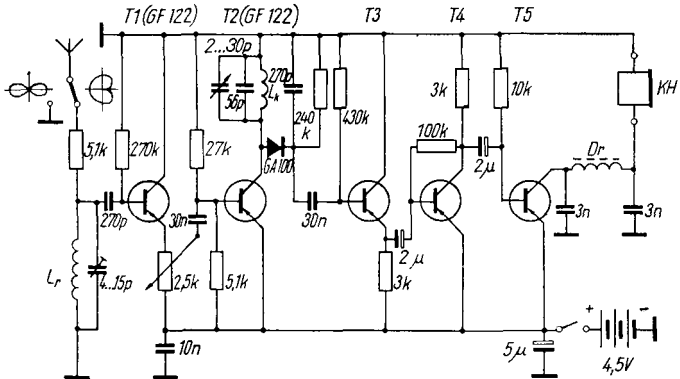 T1(GF 122) T2(GF 122) T3 T4 T5
2...30p
56p
Lk
270p
240
k
430k
3k
10k
KH
5,1k
270k
27k
GA100
100k
2µ
Dr
270p
30n
30n
2µ
3n
3n
Lr
4...15p
2,5k
5,1k
3k
10n
5µ
+ -
4,5V